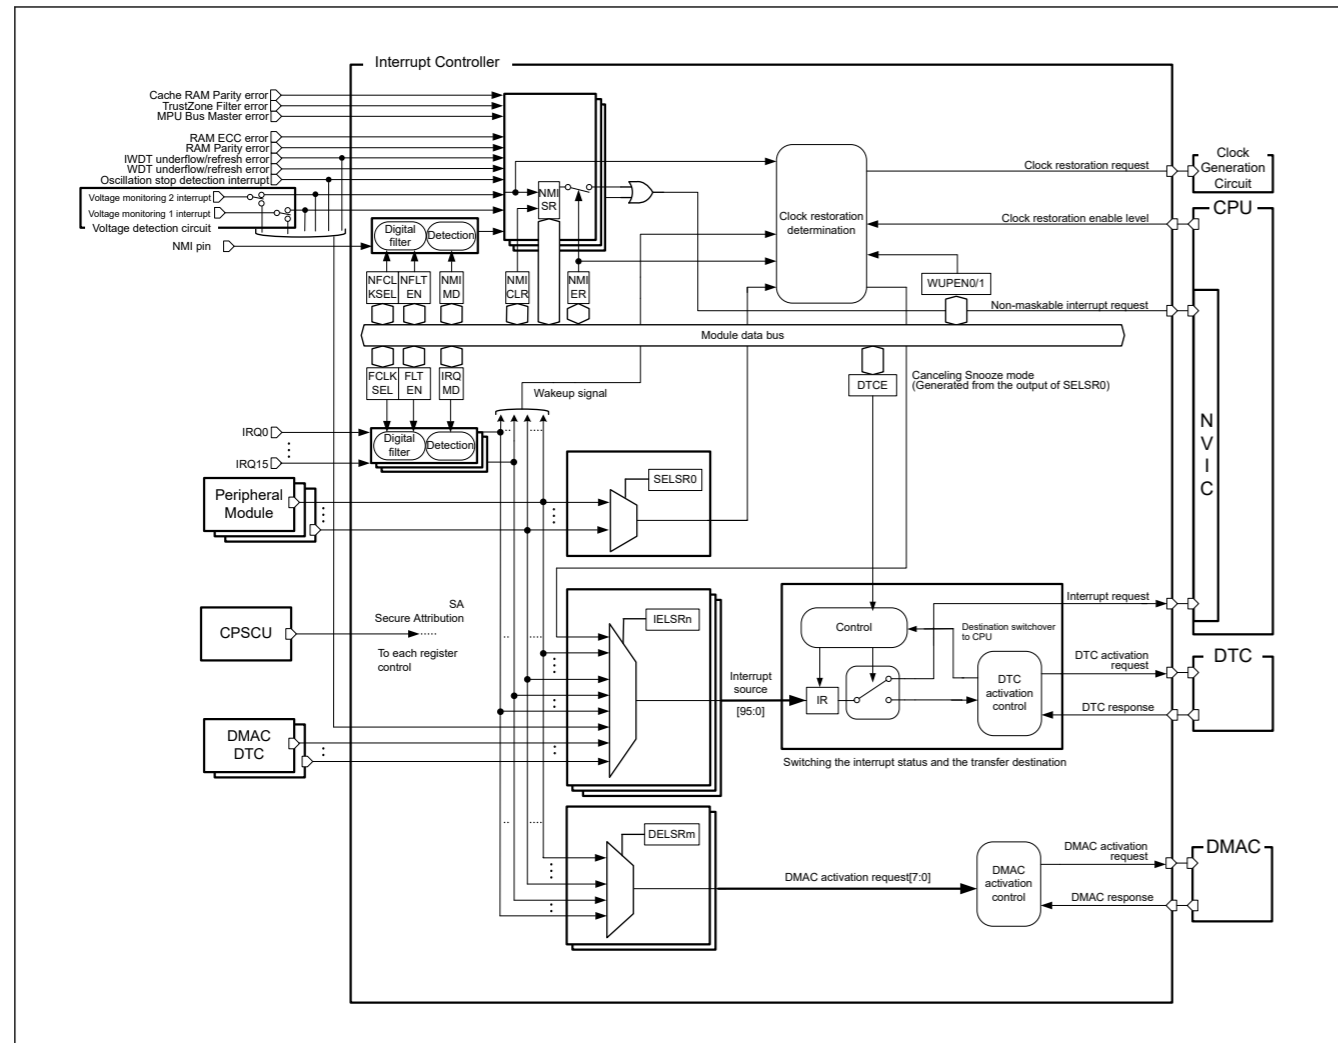 Interrupt Controller
Cache RAM Parity error
TrustZone Filter error
MPU Bus Master error
RAM ECC error
RAM Parity error
IWDT underflow/refresh error
WDT underflow/refresh error
Oscillation stop detection interrupt
Voltage monitoring 2 interrupt
Voltage monitoring 1 interrupt
Voltage detection circuit
NMI pin
Digital
filter
Detection
NMI
SR
NFCL
KSEL
NFLT
EN
NMI
MD
NMI
CLR
NMI
ER
Clock restoration
determination
WUPEN0/1
Clock restoration request
Clock restoration enable level
Non-maskable interrupt request
Clock
Generation
Circuit
CPU
N
V
I
C
Module data bus
FCLK
SEL
FLT
EN
IRQ
MD
Wakeup signal
DTCE
Canceling Snooze mode
(Generated from the output of SELSR0)
IRQ0
IRQ15
Digital
filter
Detection
Peripheral
Module
SELSR0
CPSCU
SA
Secure Attribution
To each register
control
IELSRn
Interrupt
source
[95:0]
Control
IR
Destination switchover
to CPU
DTC
activation
control
Interrupt request
DTC activation
request
DTC response
DTC
Switching the interrupt status and the transfer destination
DMAC
DTC
DELSRm
DMAC activation request[7:0]
DMAC
activation
control
DMAC activation
request
DMAC response
DMAC